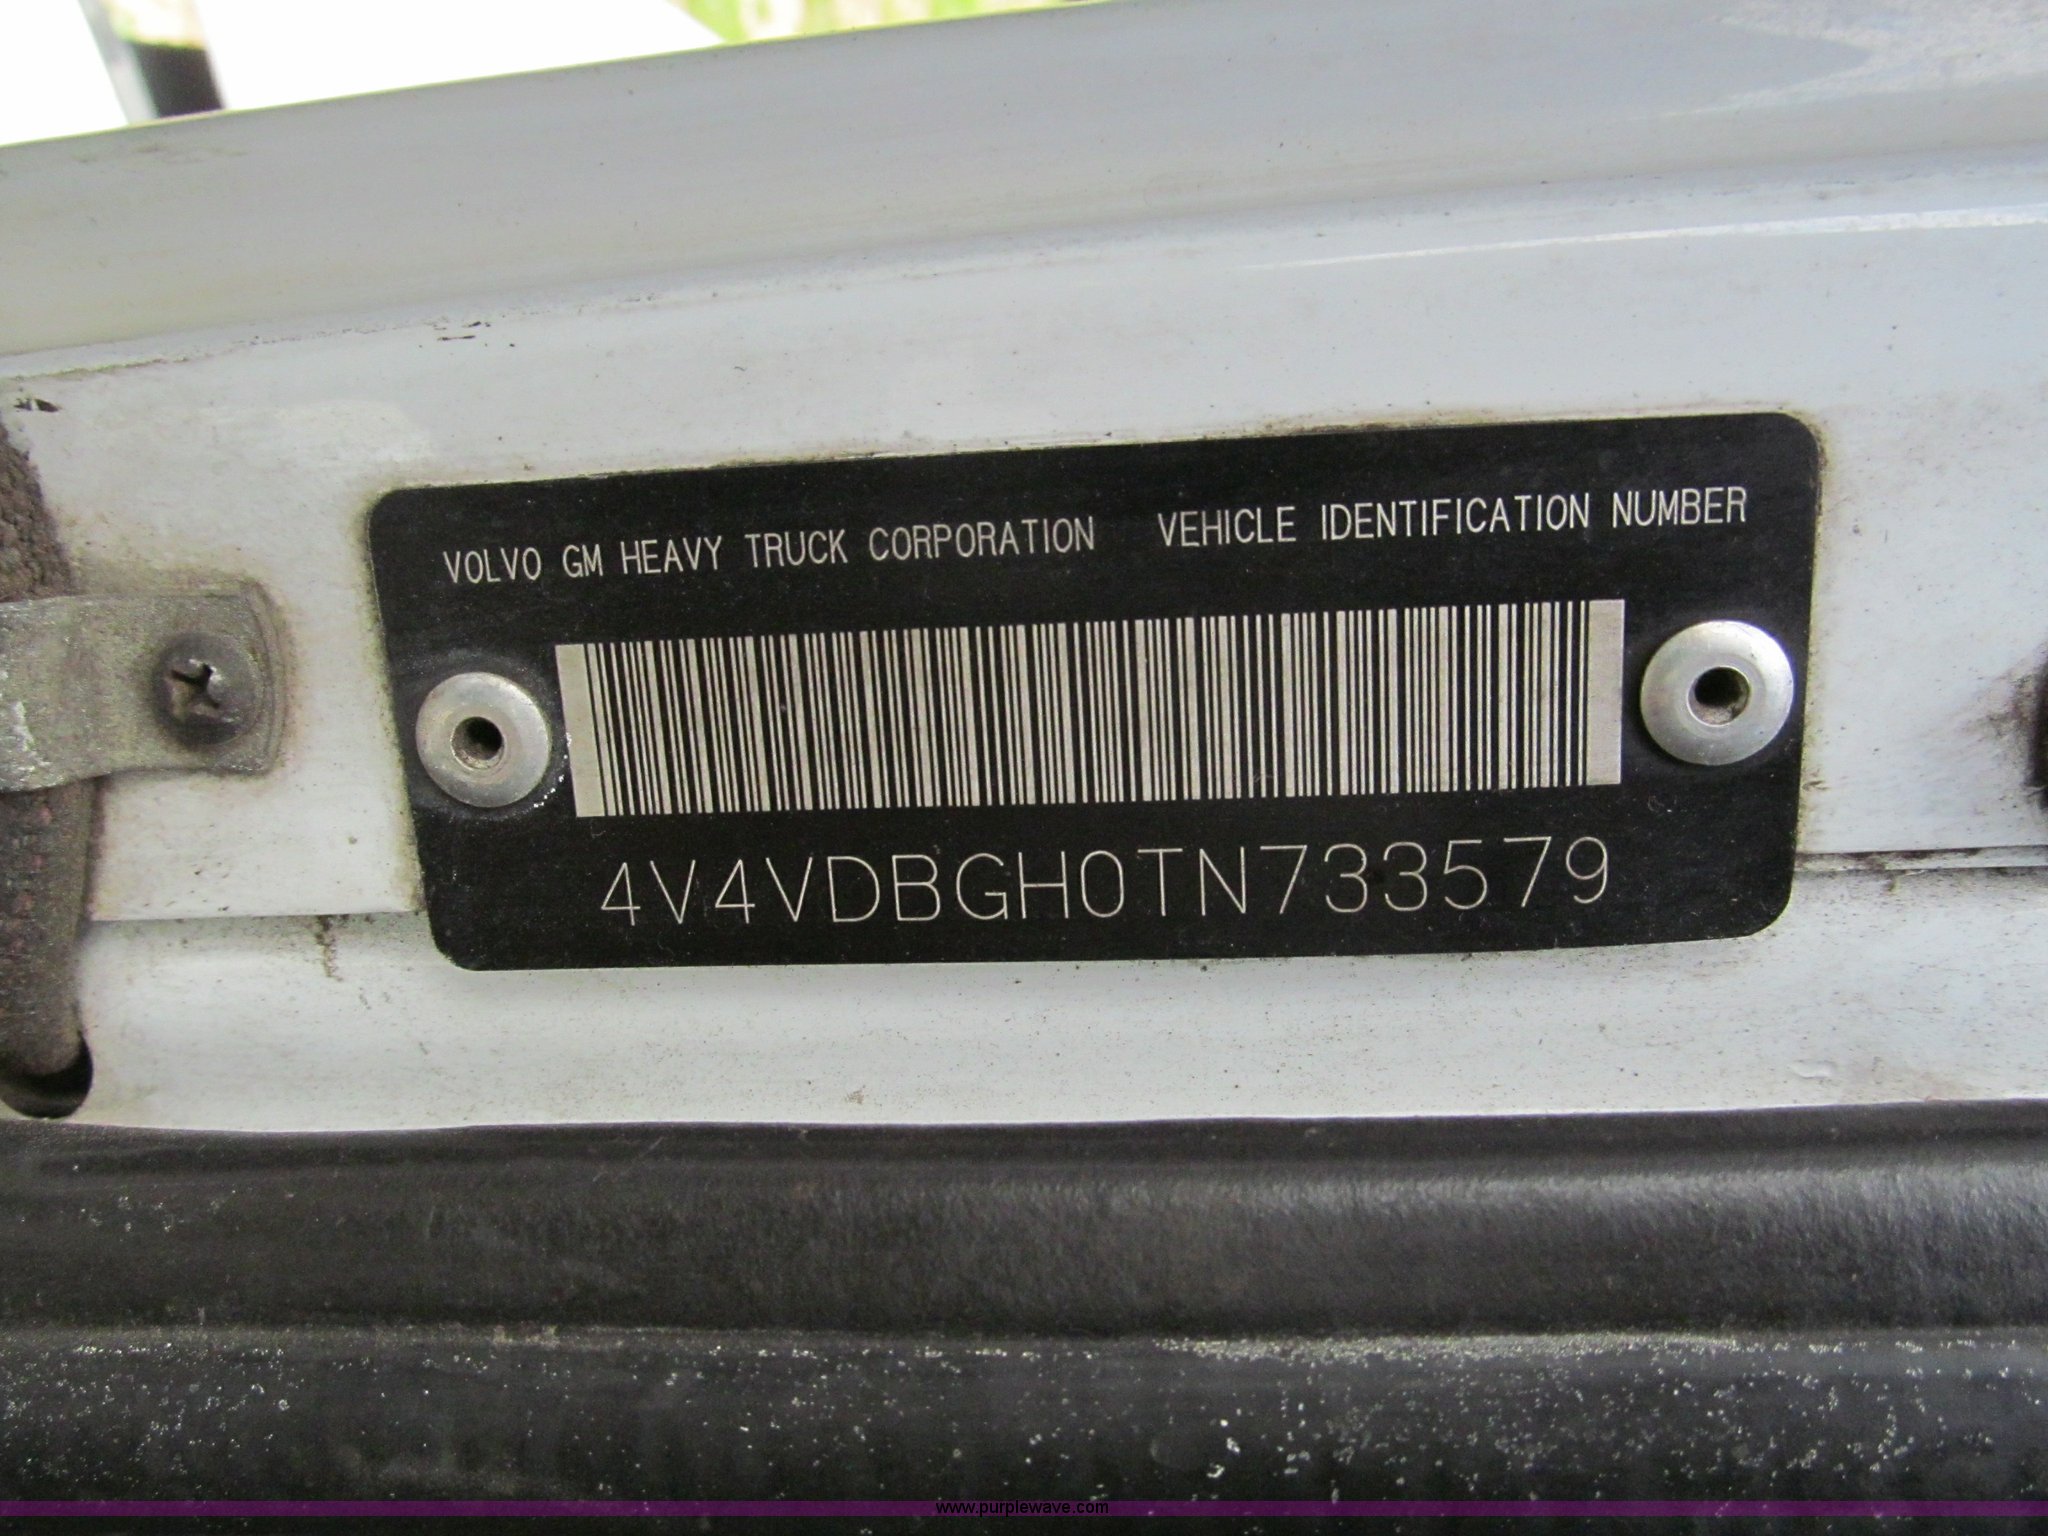 VOLVO GM HEAVY TRUCK CORPORATION VEHICLE IDENTIFICATION NUMBER
4V4VDBGH0TN733579
www.purplewave.com